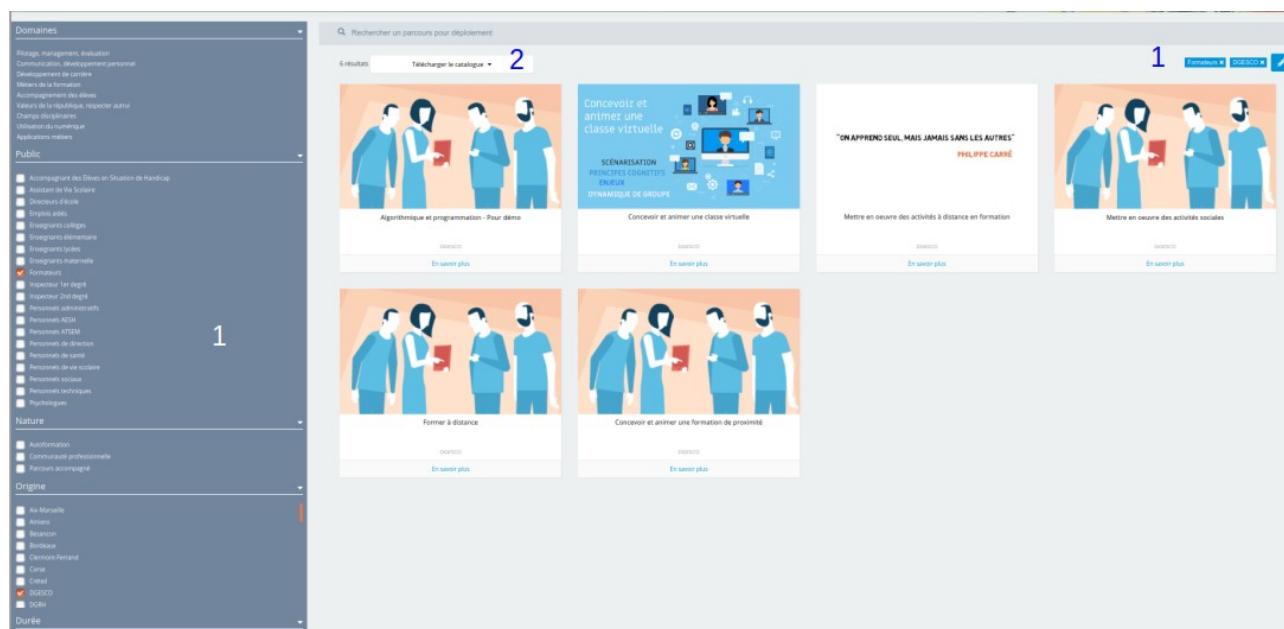 Domaines
Pilotage, management, évaluation
Communication, développement personnel
Développement de carrière
Métiers de la formation
Accompagnement des élèves
Valeurs de la république, respecter autrui
Champs disciplinaires
Utilisation du numérique
Applications métiers
Public
Accompagnant des Élèves en Situation de Handicap
Assistant de Vie Scolaire
Directeurs d'école
Emplois aidés
Enseignants collèges
Enseignants élémentaire
Enseignants lycées
Enseignants maternelle
Formateurs
Inspecteur 1er degré
Inspecteur 2nd degré
Personnels administratifs
Personnels AESH
Personnels ATSEM
1
Personnels de direction
Personnels de santé
Personnels de vie scolaire
Personnels sociaux
Personnels techniques
Psychologues
Nature
Autoformation
Communauté professionnelle
Parcours accompagné
Origine
Aix-Marseille
Amiens
Besancon
Bordeaux
Clermont-Ferrand
Corse
Créteil
DGESCO
DGRH
Durée
Rechercher un parcours pour déploiement
6 résultats Télécharger le catalogue 2 1 Formateurs x DGESCO x
Algorithmique et programmation - Pour démo
DGESCO
En savoir plus
Concevoir et
animer une
classe virtuelle
SCÉNARISATION
PRINCIPES COGNITIFS
ENJEUX
DYNAMIQUE DE GROUPE
Concevoir et animer une classe virtuelle
DGESCO
En savoir plus
"ON APPREND SEUL, MAIS JAMAIS SANS LES AUTRES"
PHILIPPE CARRÉ
Mettre en oeuvre des activités à distance en formation
DGESCO
En savoir plus
Mettre en oeuvre des activités sociales
DGESCO
En savoir plus
Former à distance
DGESCO
En savoir plus
Concevoir et animer une formation de proximité
DGESCO
En savoir plus